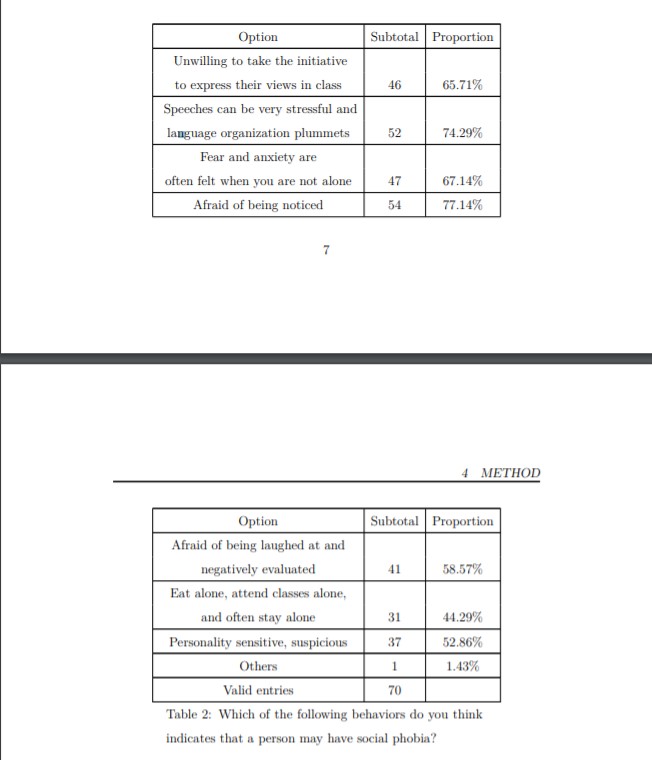 Option Subtotal Proportion
Unwilling to take the initiative
to express their views in class 46 65.71%
Speeches can be very stressful and
language organization plummets 52 74.29%
Fear and anxiety are
often felt when you are not alone 47 67.14%
Afraid of being noticed 54 77.14%
7
4 METHOD
Option Subtotal Proportion
Afraid of being laughed at and
negatively evaluated 41 58.57%
Eat alone, attend classes alone,
and often stay alone 31 44.29%
Personality sensitive, suspicious 37 52.86%
Others 1 1.43%
Valid entries 70
Table 2: Which of the following behaviors do you think
indicates that a person may have social phobia?